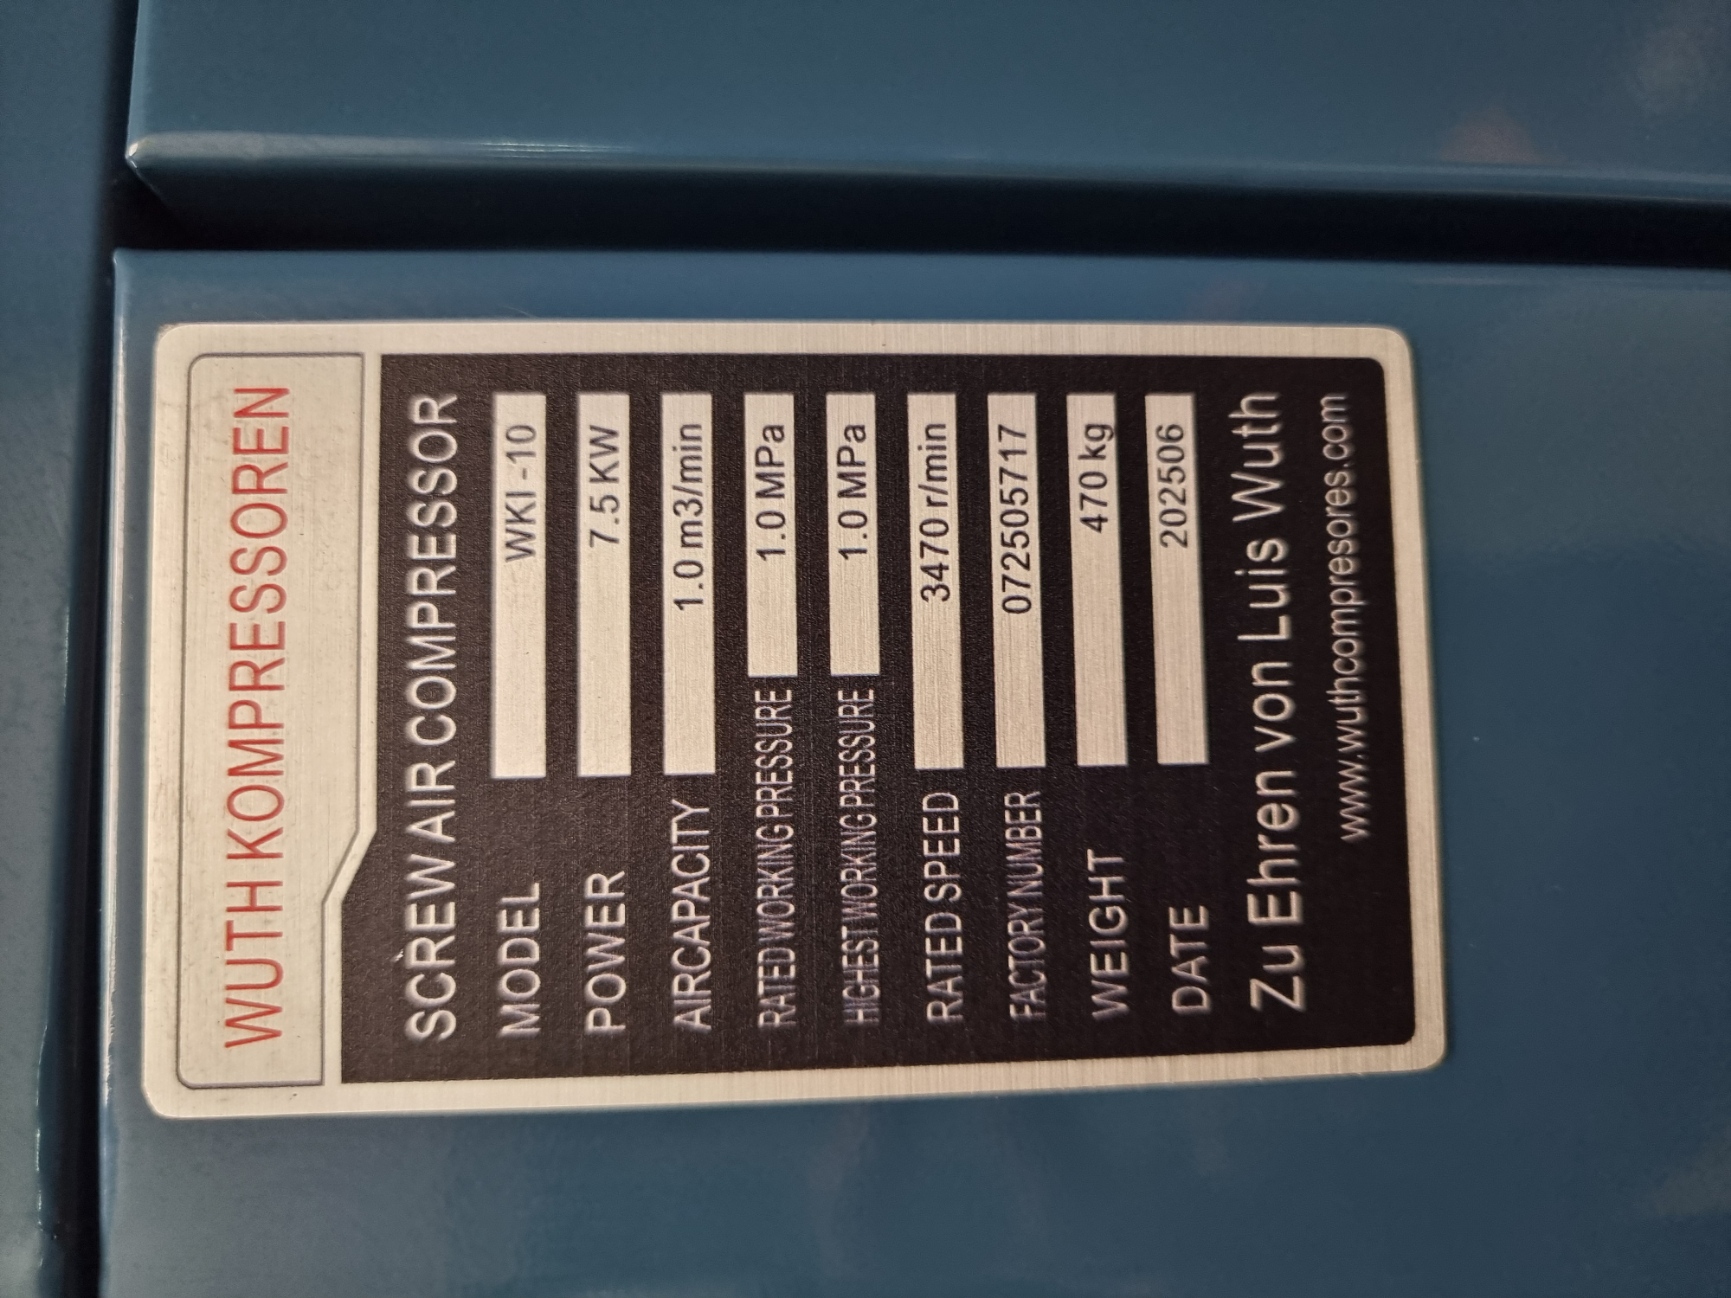 WUTH KOMPRESSOREN
SCREW AIR COMPRESSOR
MODEL WKI -10
POWER 7.5 KW
AIRCAPACITY 1.0 m3/min
RATED WORKING PRESSURE 1.0 MPa
HIGHEST WORKING PRESSURE 1.0 MPa
RATED SPEED 3470 r/min
FACTORY NUMBER 072505717
WEIGHT 470 kg
DATE 202506
Zu Ehren von Luis Wuth
www.wuthcompresores.com